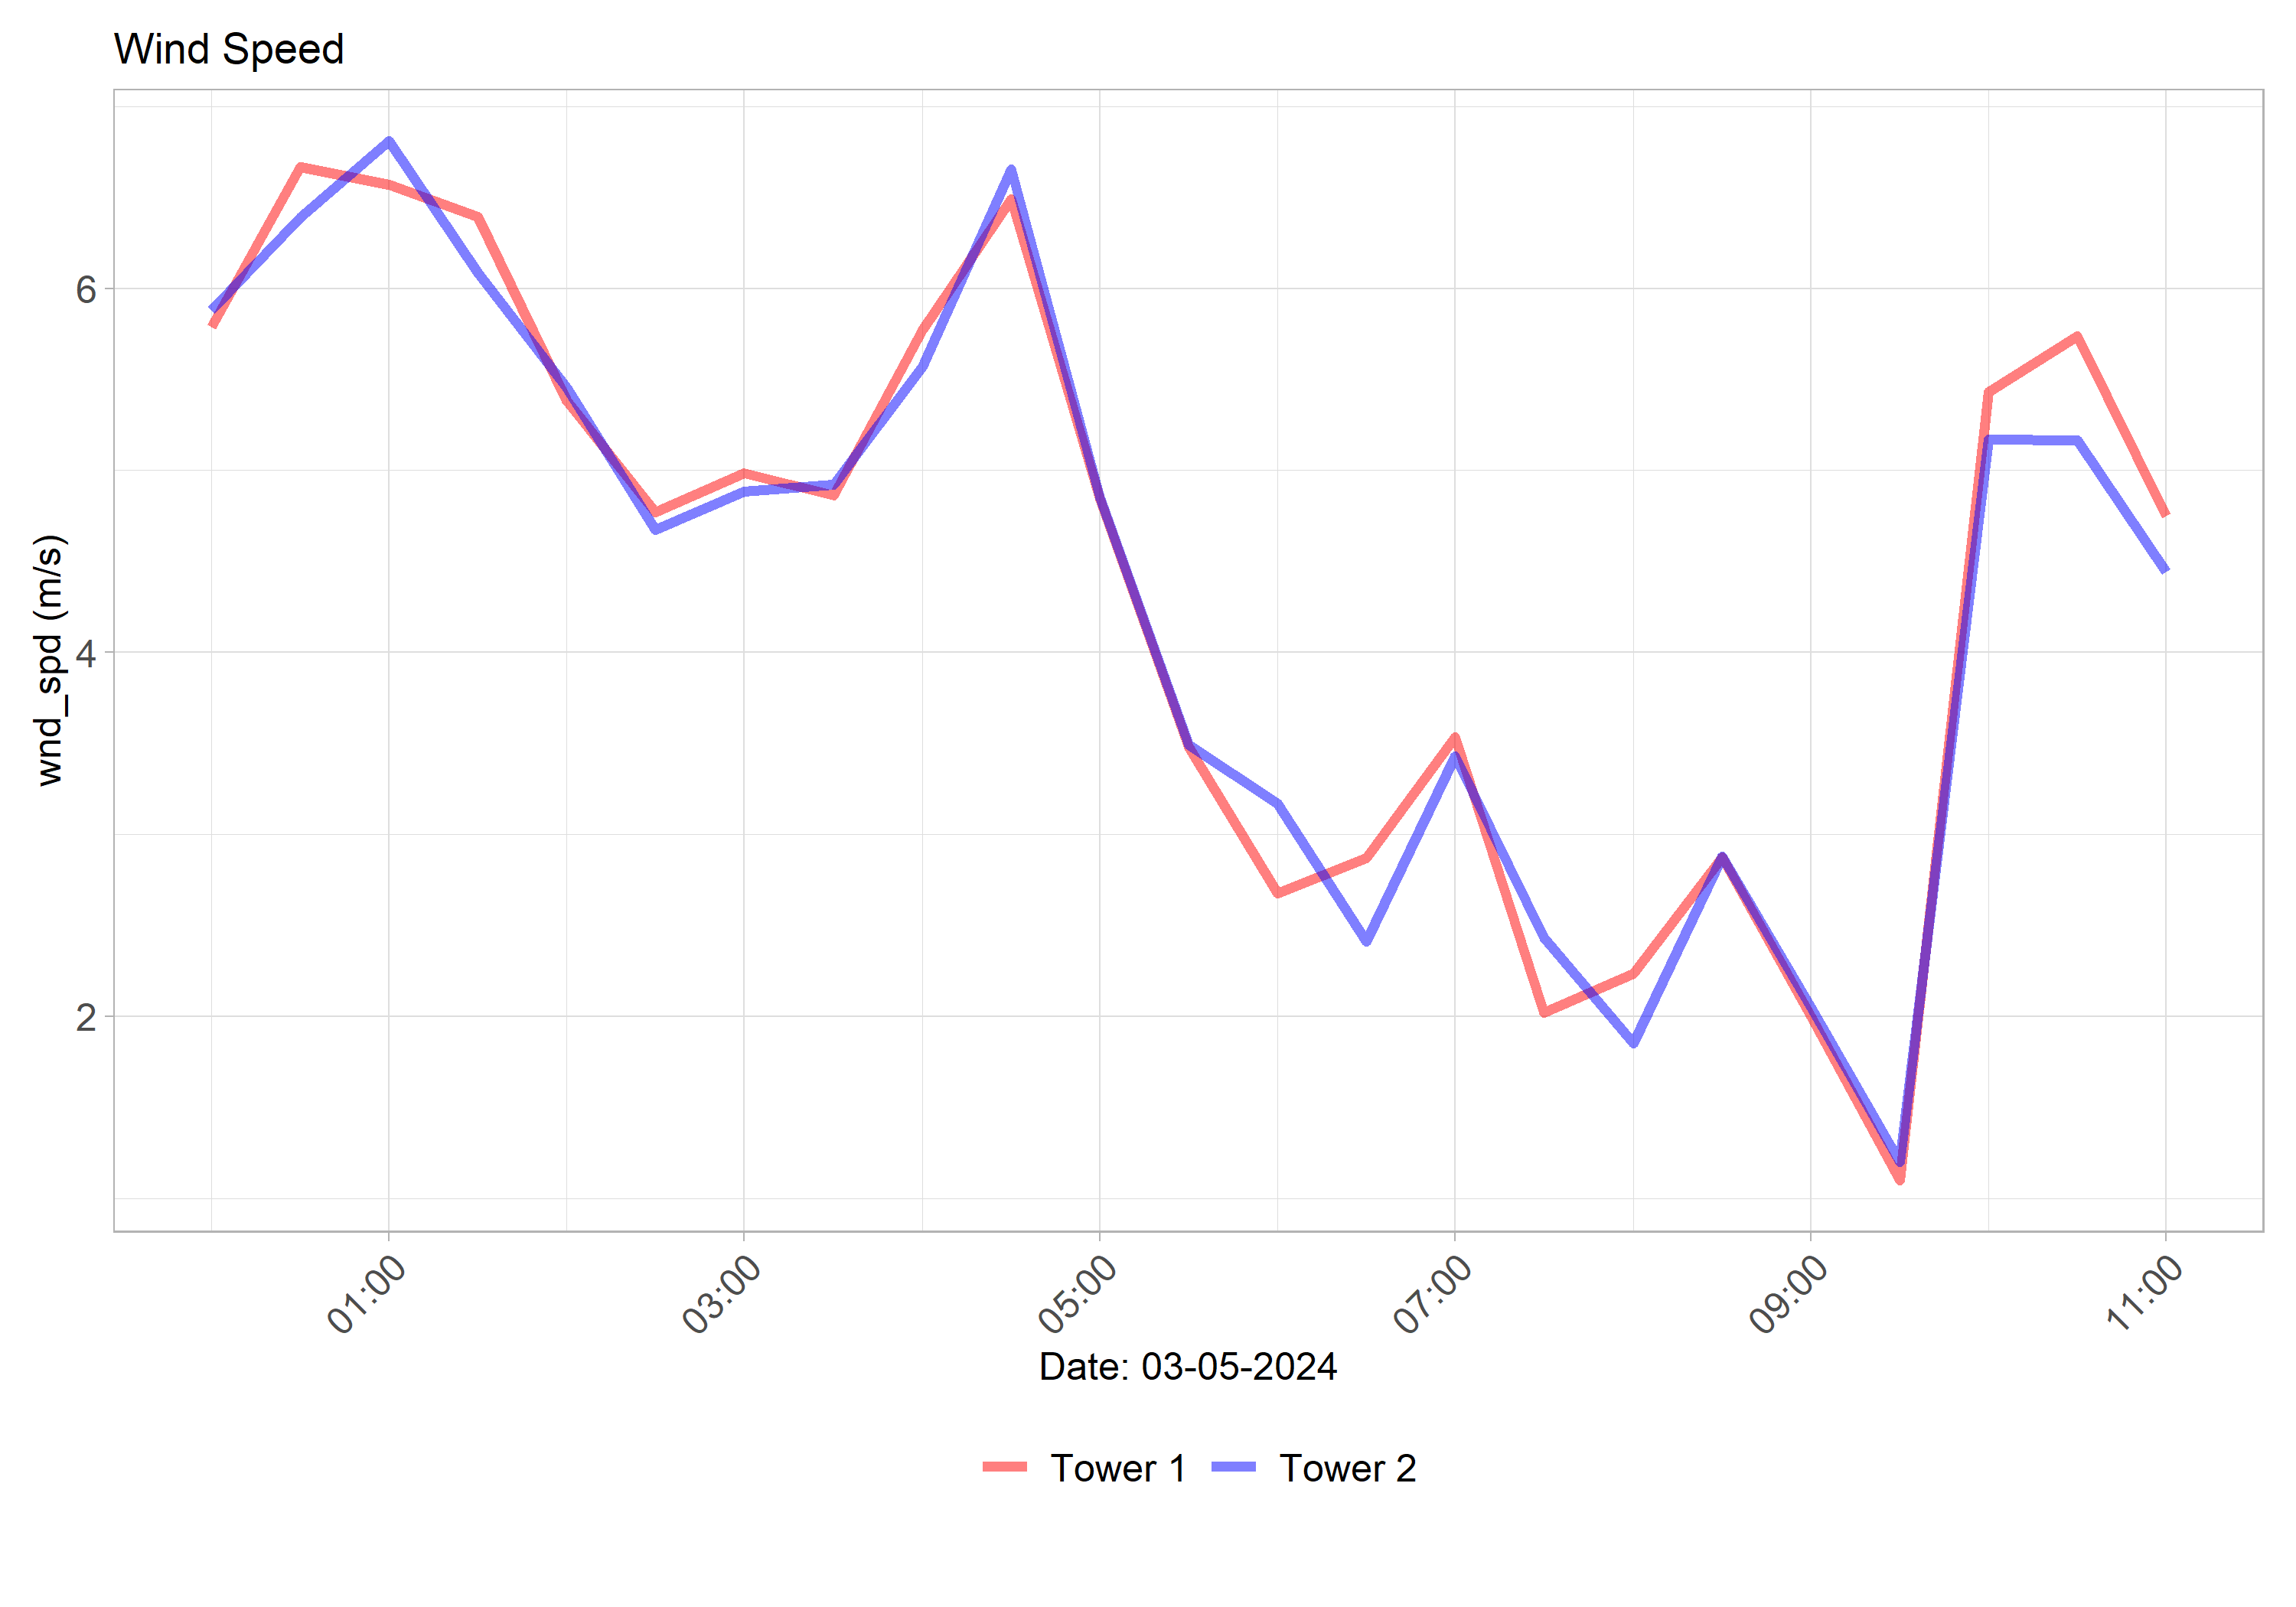 Wind Speed
wnd_spd (m/s)
6
4
2
01:00 03:00 05:00 07:00 09:00 11:00
Date: 03-05-2024
Tower 1 Tower 2